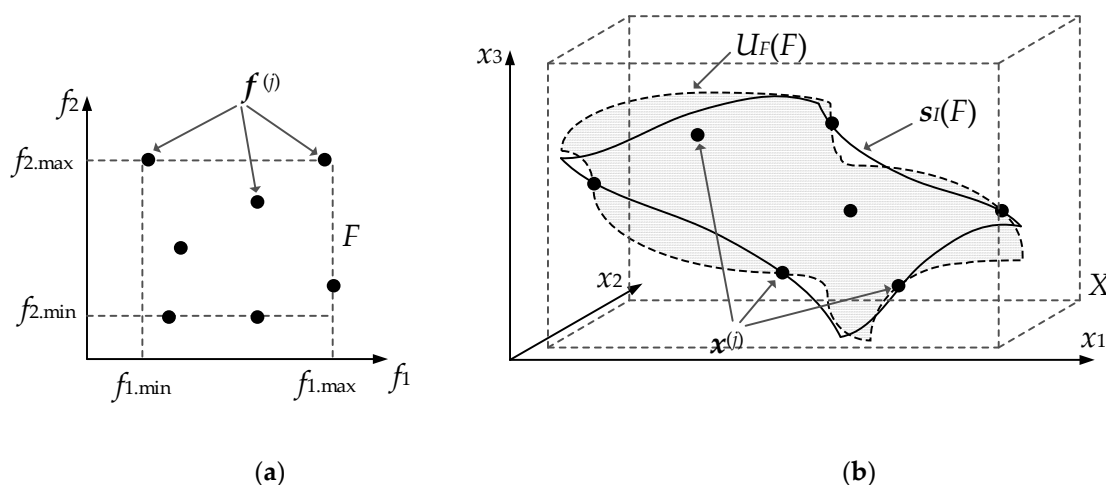 f2
f (j)
f2.max
F
f2.min
f1.min
f1.max
f1
(a)
x3
UF(F)
sI(F)
x2
x(j)
X
x1
(b)